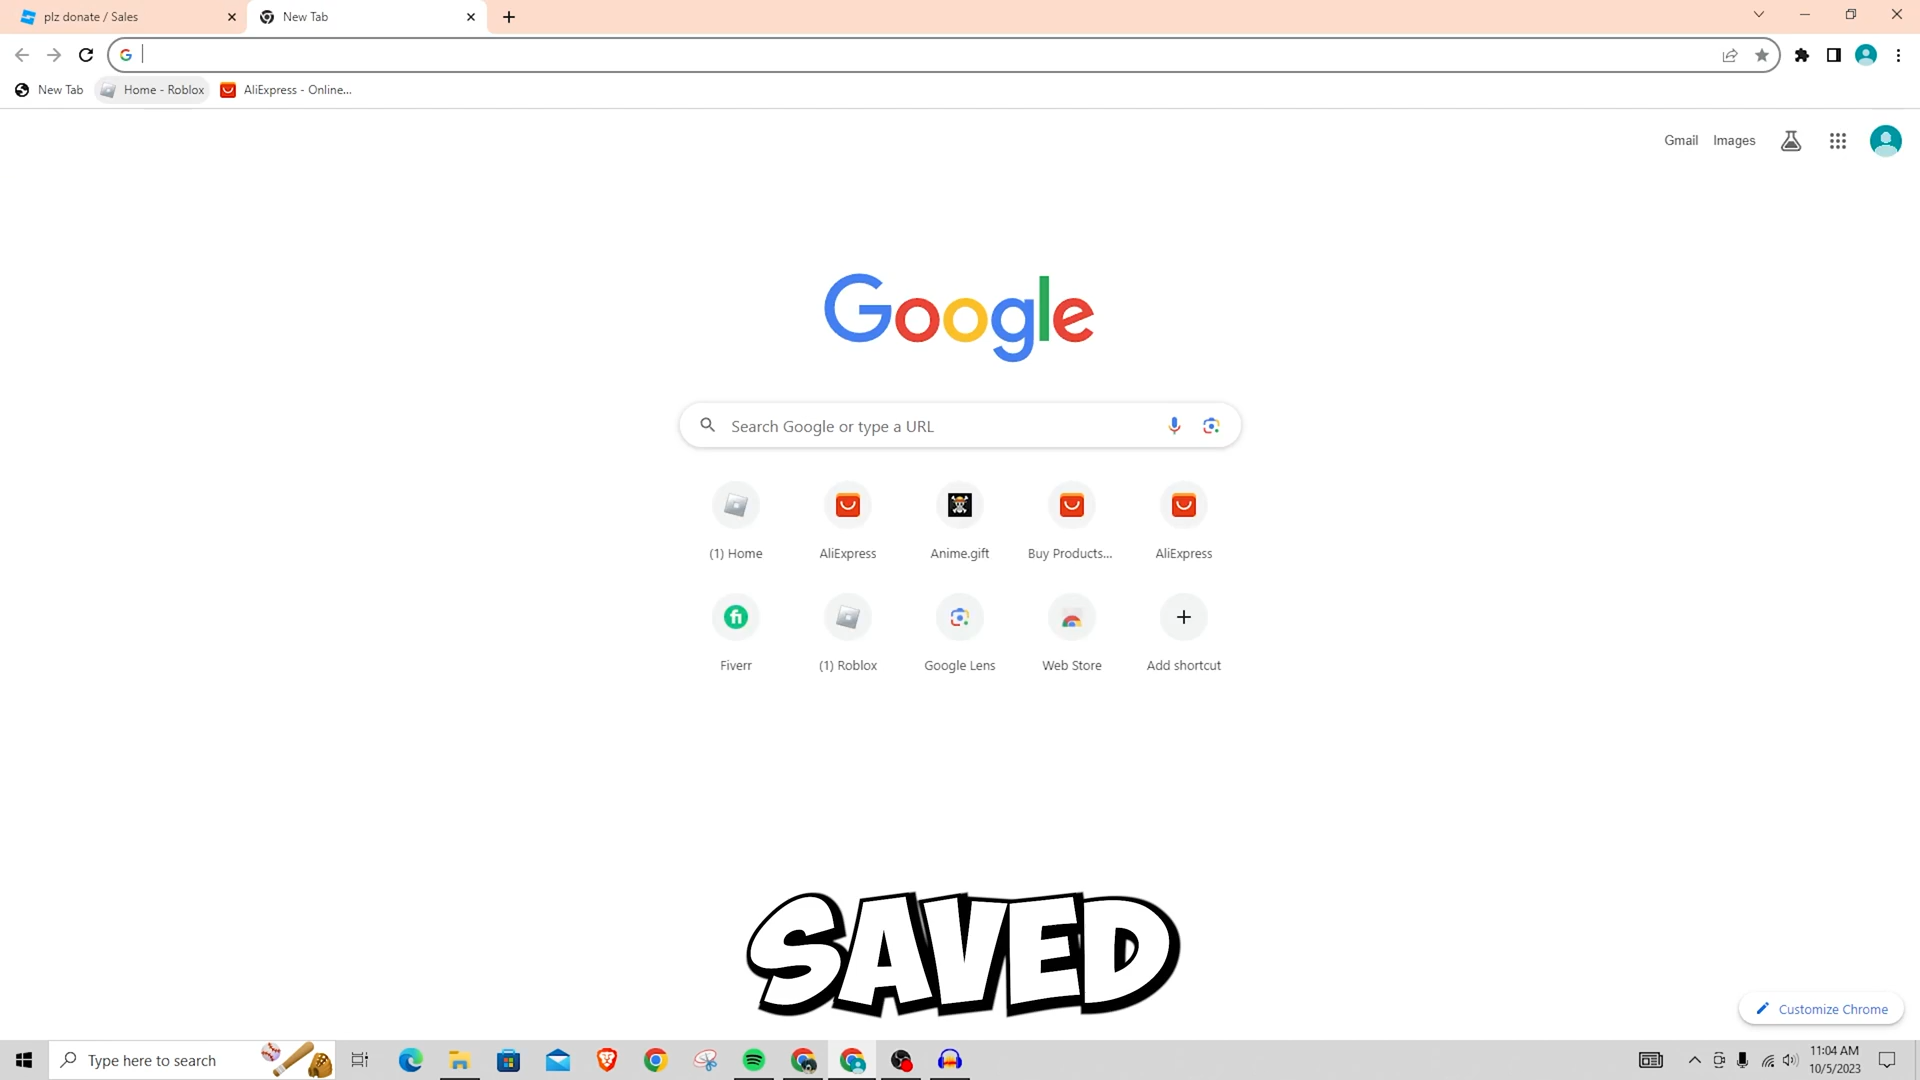 plz donate / Sales
New Tab
New Tab
Home - Roblox
AliExpress - Online...
Gmail
Images
Google
Search Google or type a URL
(1) Home
AliExpress
Anime.gift
Buy Products...
AliExpress
Fiverr
(1) Roblox
Google Lens
Web Store
Add shortcut
SAVED
Customize Chrome
Type here to search
11:04 AM
10/5/2023